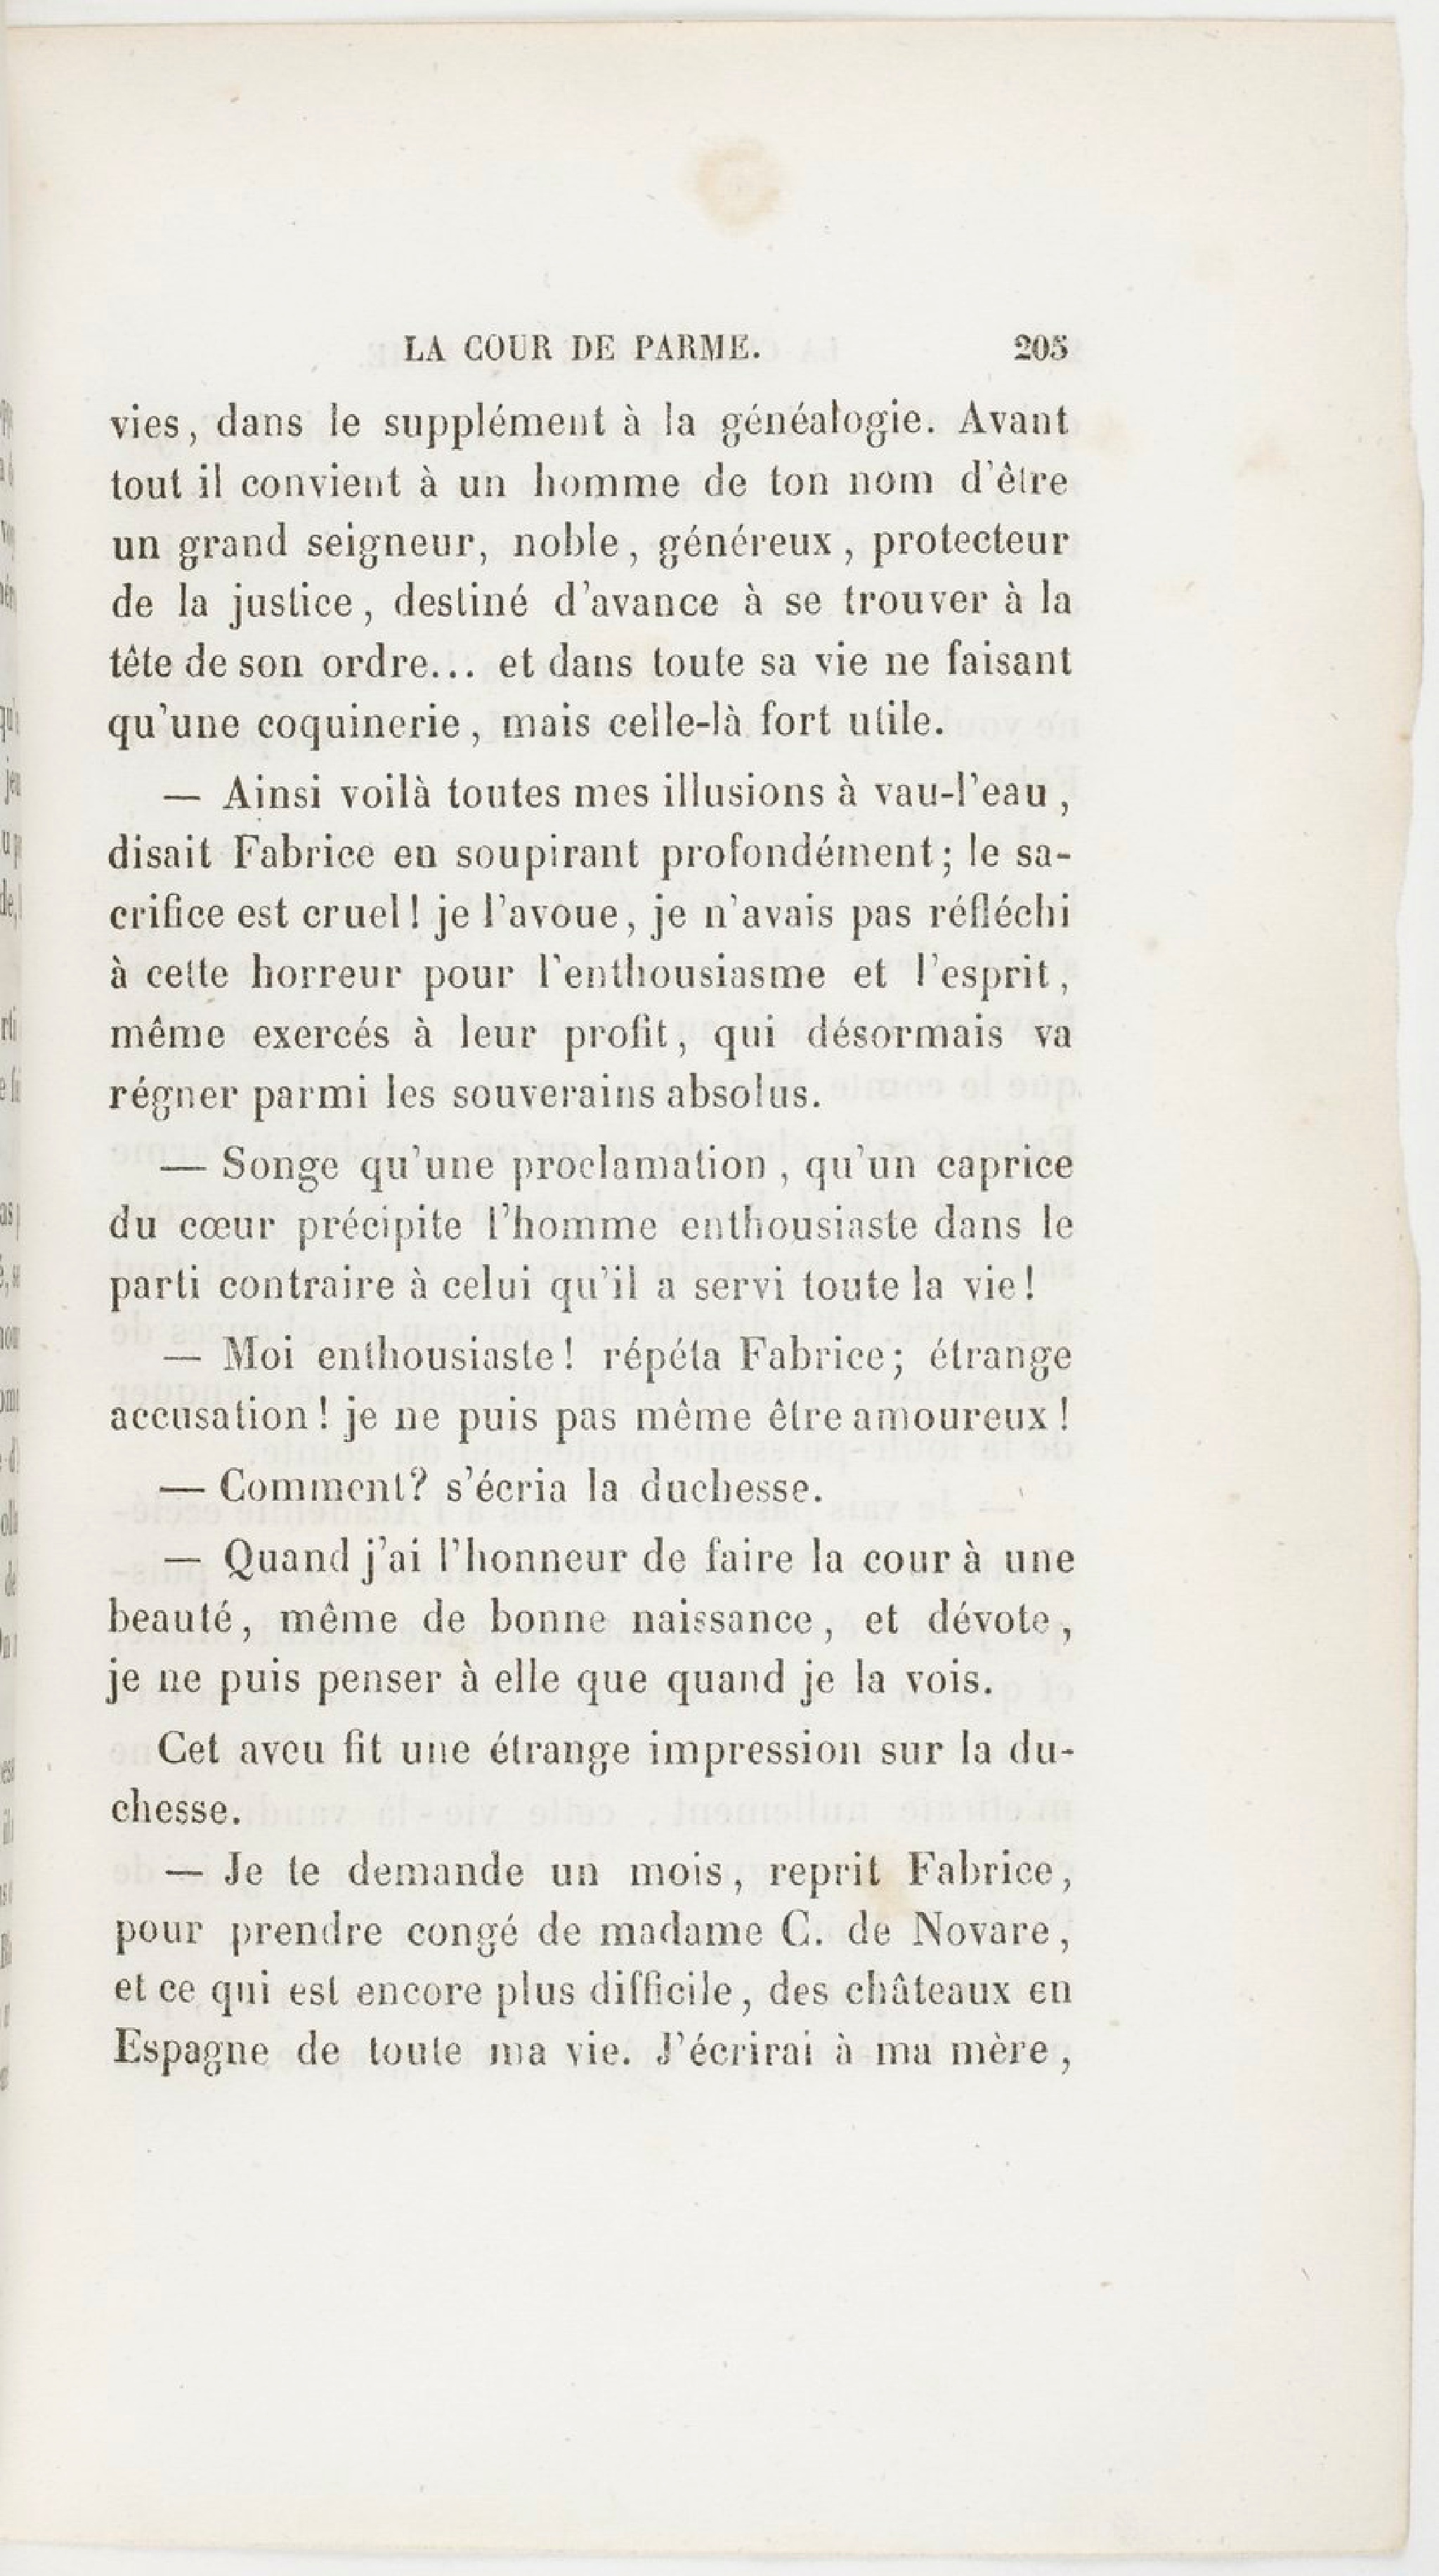 LA COUR DE PARME. 205
vies, dans le supplément à la généalogie. Avant
tout il convient à un homme de ton nom d'être
un grand seigneur, noble, généreux, protecteur
de la justice, destiné d'avance à se trouver à la
tête de son ordre... et dans toute sa vie ne faisant
qu'une coquinerie, mais celle-là fort utile.
— Ainsi voilà toutes mes illusions à vau-l'eau,
disait Fabrice en soupirant profondément; le sa-
crifice est cruel! je l'avoue, je n'avais pas réfléchi
à cette horreur pour l'enthousiasme et l'esprit,
même exercés à leur profit, qui désormais va
régner parmi les souverains absolus.
— Songe qu'une proclamation, qu'un caprice
du cœur précipite l'homme enthousiaste dans le
parti contraire à celui qu'il a servi toute la vie!
— Moi enthousiaste! répéta Fabrice; étrange
accusation! je ne puis pas même être amoureux!
— Comment? s'écria la duchesse.
— Quand j'ai l'honneur de faire la cour à une
beauté, même de bonne naissance, et dévote,
je ne puis penser à elle que quand je la vois.
Cet aveu fit une étrange impression sur la du-
chesse.
— Je te demande un mois, reprit Fabrice,
pour prendre congé de madame C. de Novare,
et ce qui est encore plus difficile, des châteaux en
Espagne de toute ma vie. J'écrirai à ma mère,